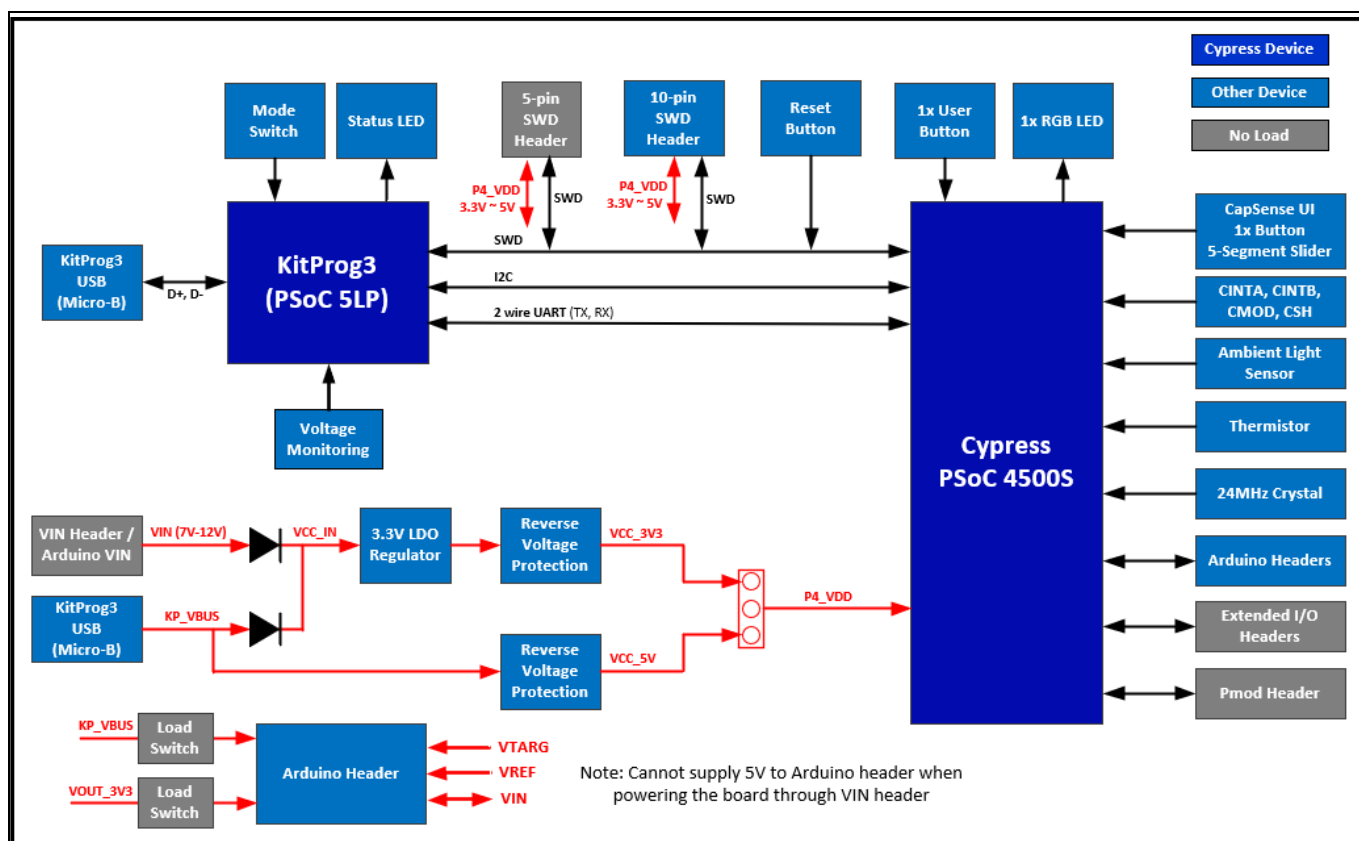 Cypress Device
Other Device
No Load
Mode
Switch
Status LED
5-pin
SWD
Header
10-pin
SWD
Header
Reset
Button
1x User
Button
1x RGB LED
P4_VDD
3.3V ~ 5V
SWD
P4_VDD
3.3V ~ 5V
SWD
KitProg3
USB
(Micro-B)
D+, D-
KitProg3
(PSoC 5LP)
SWD
I2C
2 wire UART (TX, RX)
Voltage
Monitoring
Cypress
PSoC 4500S
CapSense UI
1x Button
5-Segment Slider
CINTA, CINTB,
CMOD, CSH
Ambient Light
Sensor
Thermistor
24MHz Crystal
Arduino Headers
Extended I/O
Headers
Pmod Header
VIN Header /
Arduino VIN
VIN (7V-12V)
VCC_IN
3.3V LDO
Regulator
Reverse
Voltage
Protection
VCC_3V3
P4_VDD
KitProg3
USB
(Micro-B)
KP_VBUS
Reverse
Voltage
Protection
VCC_5V
KP_VBUS
Load
Switch
VOUT_3V3
Load
Switch
Arduino Header
VTARG
VREF
VIN
Note: Cannot supply 5V to Arduino header when
powering the board through VIN header